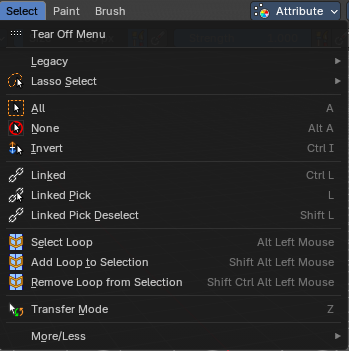 Select Paint Brush Attribute
Tear Off Menu
Legacy
Lasso Select
All A
None Alt A
Invert Ctrl I
Linked Ctrl L
Linked Pick L
Linked Pick Deselect Shift L
Select Loop Alt Left Mouse
Add Loop to Selection Shift Alt Left Mouse
Remove Loop from Selection Shift Ctrl Alt Left Mouse
Transfer Mode Z
More/Less